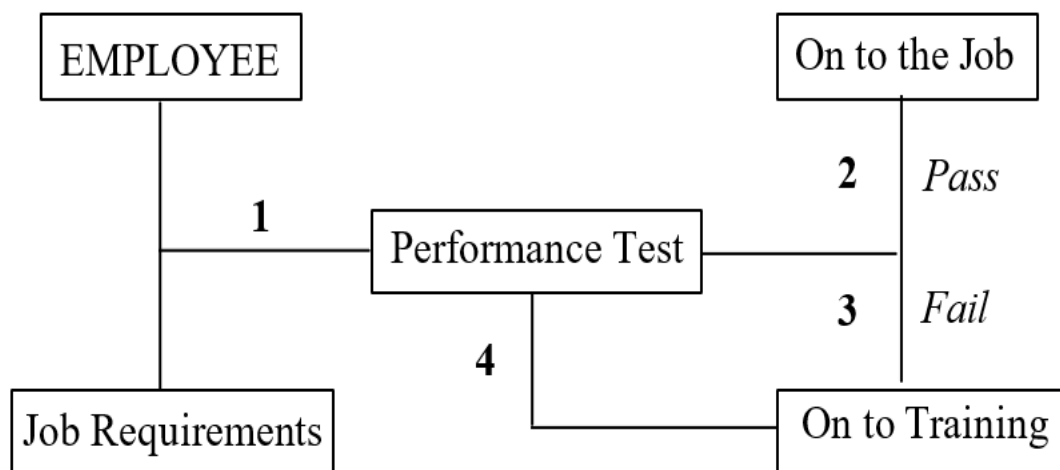 EMPLOYEE
On to the Job
2 Pass
1
Performance Test
3 Fail
4
Job Requirements
On to Training